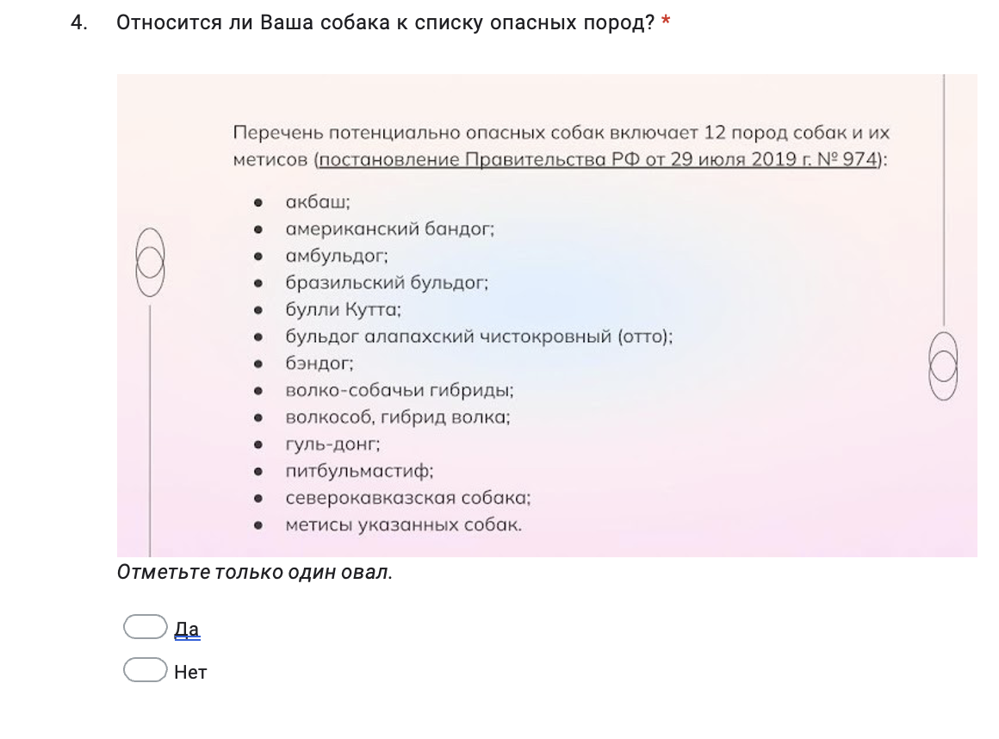 4. Относится ли Ваша собака к списку опасных пород? *
Перечень потенциально опасных собак включает 12 пород собак и их
метисов (постановление Правительства РФ от 29 июля 2019 г. № 974):
• акбаш;
• американский бандог;
• амбульдог;
• бразильский бульдог;
• булли Кутта;
• бульдог алапахский чистокровный (отто);
• бэндог;
• волко-собачьи гибриды;
• волкособ, гибрид волка;
• гуль-донг;
• питбульмастиф;
• северокавказская собака;
• метисы указанных собак.
Отметьте только один овал.
Да
Нет